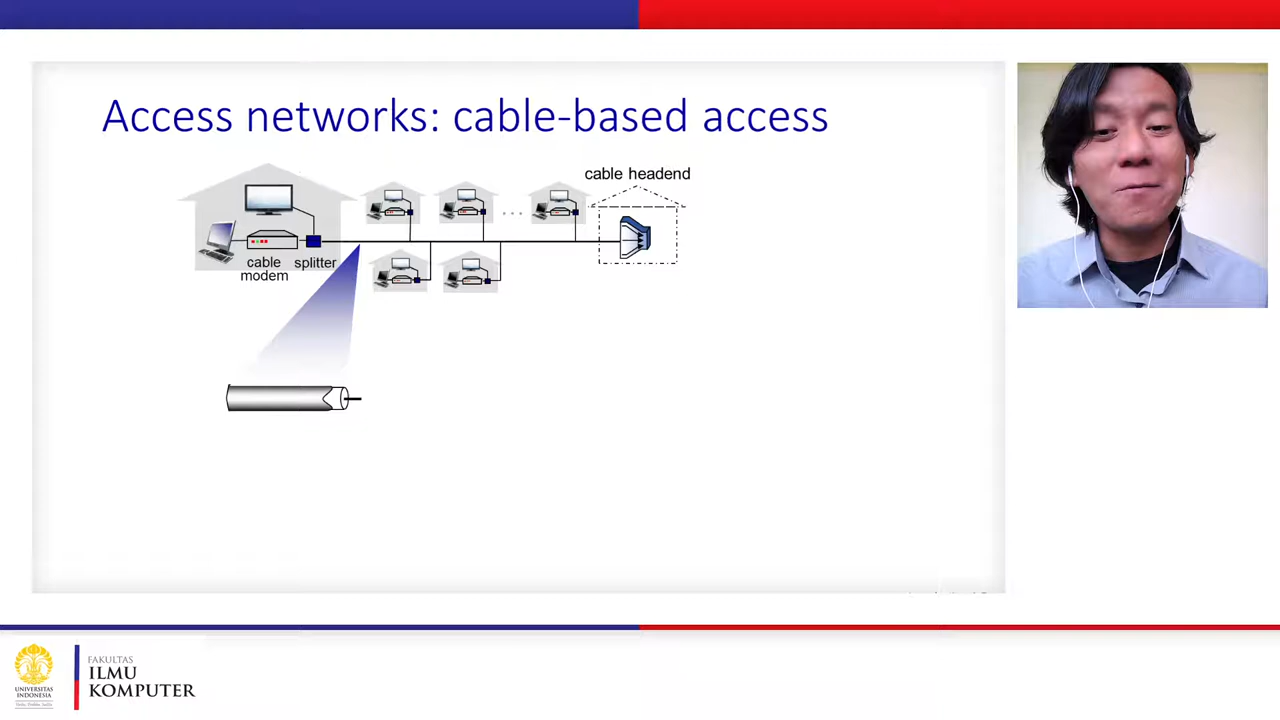 Access networks: cable-based access
cable headend
cable
modem
splitter
UNIVERSITAS
INDONESIA
FAKULTAS
ILMU
KOMPUTER